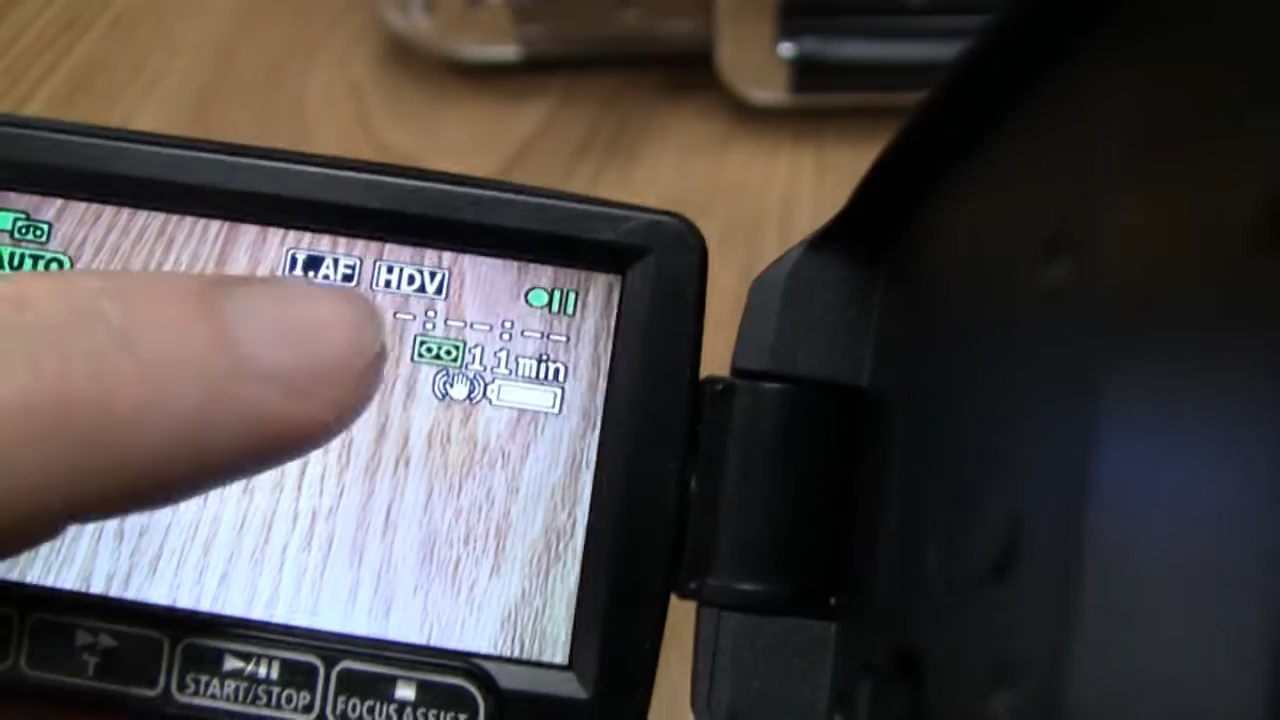 AUTO
I.AF HDV
-:--:--
11min
START/STOP
FOCUS ASSIST
T